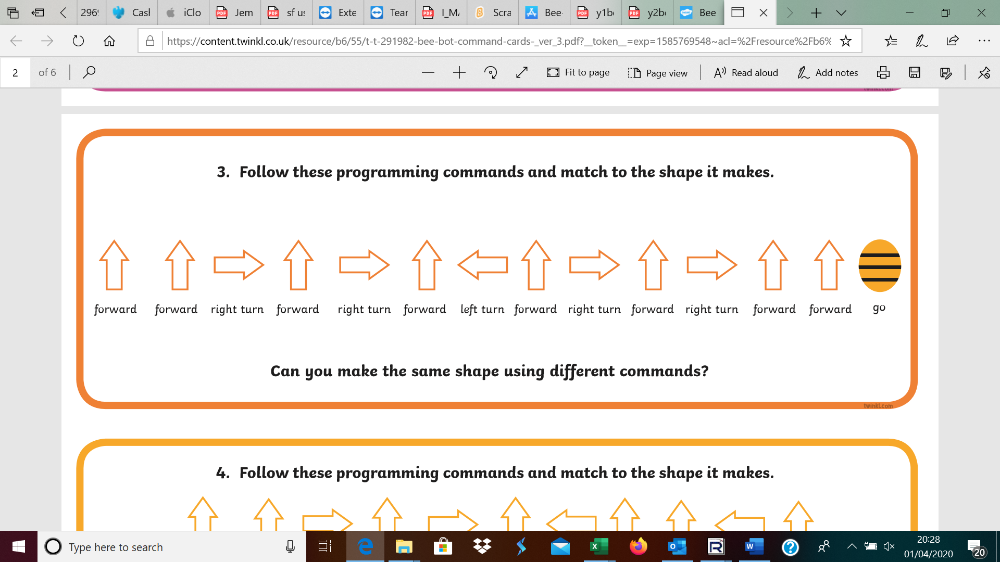 296
Casl
iClo
Jem
sf us
Exte
Tear
I_MA
Scra
Bee-
y1b
y2b
Bee
https://content.twinkl.co.uk/resource/b6/55/t-t-291982-bee-bot-command-cards-_ver_3.pdf?__token__=exp=1585769548~acl=%2Fresource%2Fb6%
2 of 6
Fit to page
Page view
Read aloud
Add notes
twinkl.com
3. Follow these programming commands and match to the shape it makes.
forward forward right turn forward right turn forward left turn forward right turn forward right turn forward forward go
Can you make the same shape using different commands?
twinkl.com
4. Follow these programming commands and match to the shape it makes.
Type here to search
20:28
01/04/2020
20